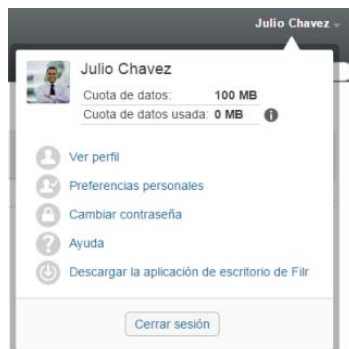 Julio Chavez
Julio Chavez
Cuota de datos: 100 MB
Cuota de datos usada: 0 MB
Ver perfil
Preferencias personales
Cambiar contraseña
Ayuda
Descargar la aplicación de escritorio de Filr
Cerrar sesión